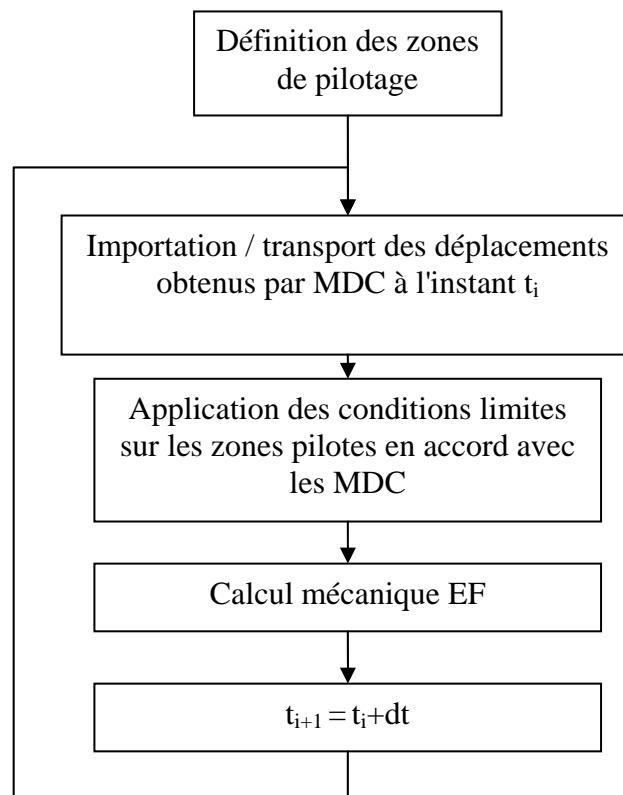 Définition des zones
de pilotage
Importation / transport des déplacements
obtenus par MDC à l'instant tᵢ
Application des conditions limites
sur les zones pilotes en accord avec
les MDC
Calcul mécanique EF
tᵢ₊₁ = tᵢ+dt